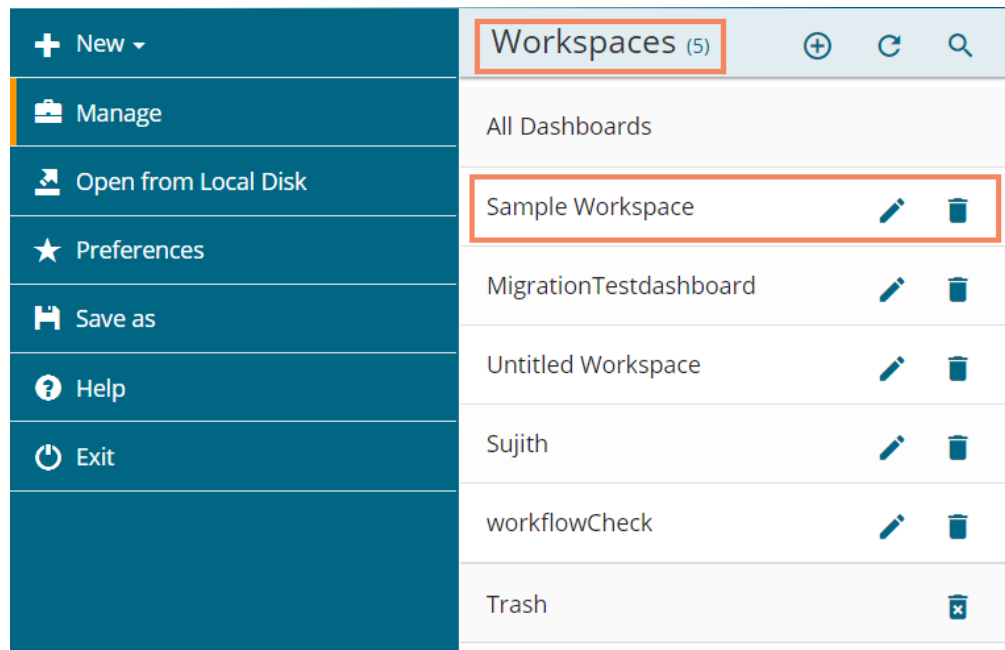 New
Manage
Open from Local Disk
Preferences
Save as
Help
Exit
Workspaces (5)
All Dashboards
Sample Workspace
MigrationTestdashboard
Untitled Workspace
Sujith
workflowCheck
Trash